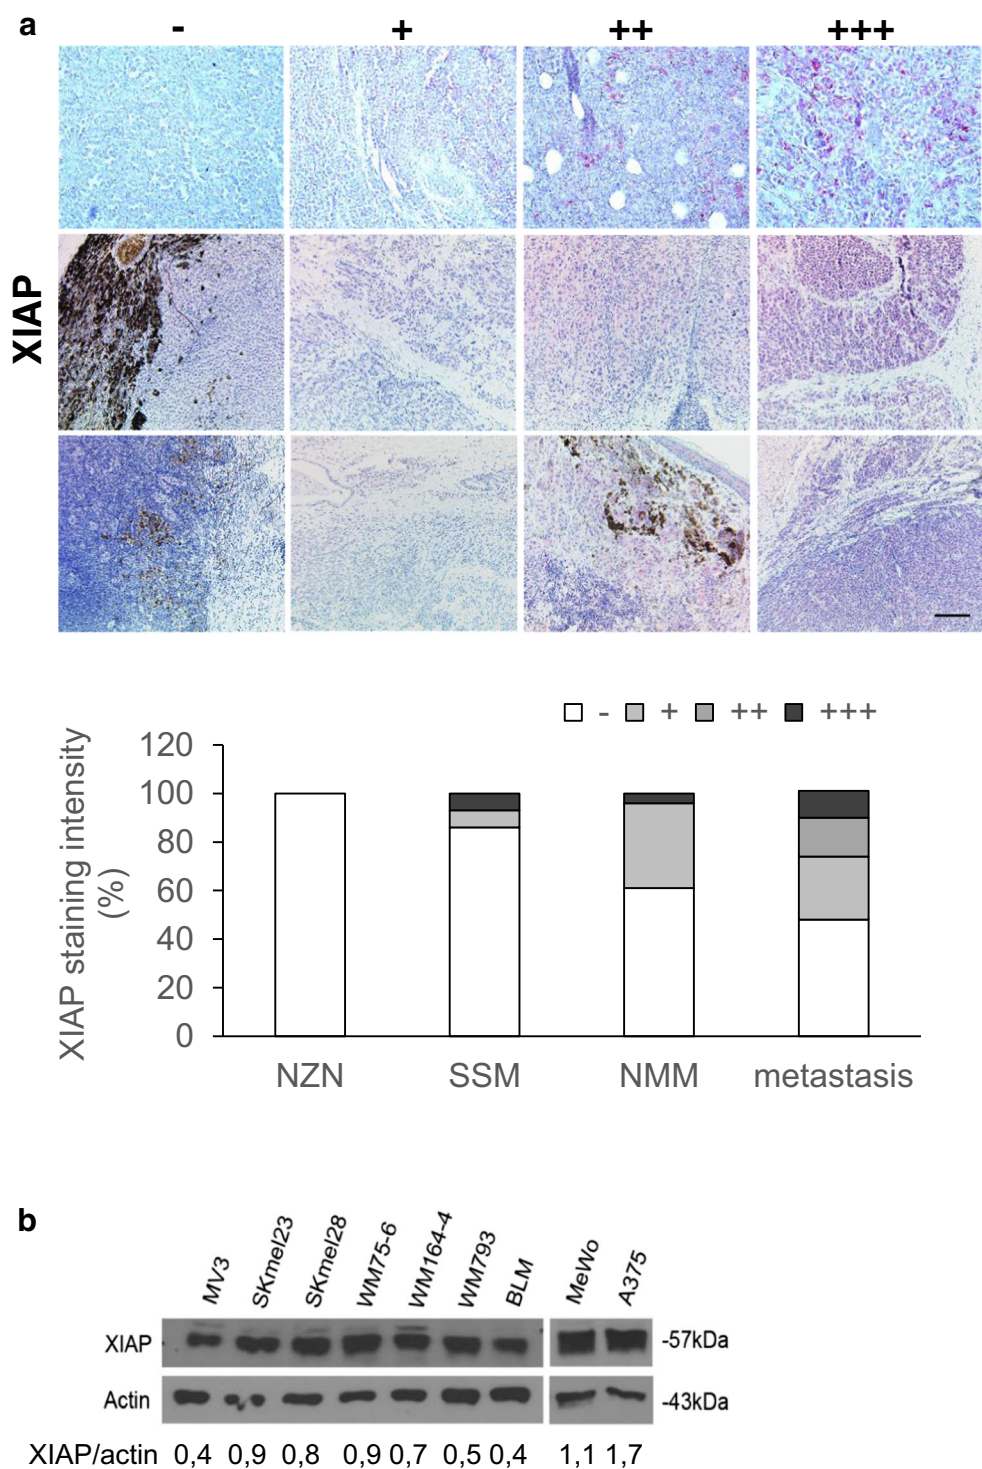 a
- + ++ +++
XIAP
- + ++ +++
XIAP staining intensity
(%)
120
100
80
60
40
20
0
NZN SSM NMM metastasis
b
MV3 SKmel23 SKmel28 WM75-6 WM164-4 WM793 BLM MeWo A375
XIAP -57kDa
Actin -43kDa
XIAP/actin 0,4 0,9 0,8 0,9 0,7 0,5 0,4 1,1 1,7